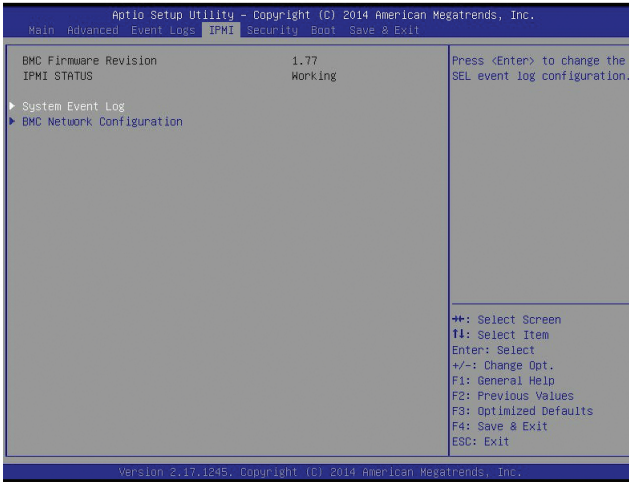 Aptio Setup Utility – Copyright (C) 2014 American Megatrends, Inc.
Main Advanced Event Logs IPMI Security Boot Save & Exit
BMC Firmware Revision 1.77
IPMI STATUS Working
System Event Log
BMC Network Configuration
Press <Enter> to change the
SEL event log configuration.
→←: Select Screen
↑↓: Select Item
Enter: Select
+/-: Change Opt.
F1: General Help
F2: Previous Values
F3: Optimized Defaults
F4: Save & Exit
ESC: Exit
Version 2.17.1245. Copyright (C) 2014 American Megatrends, Inc.